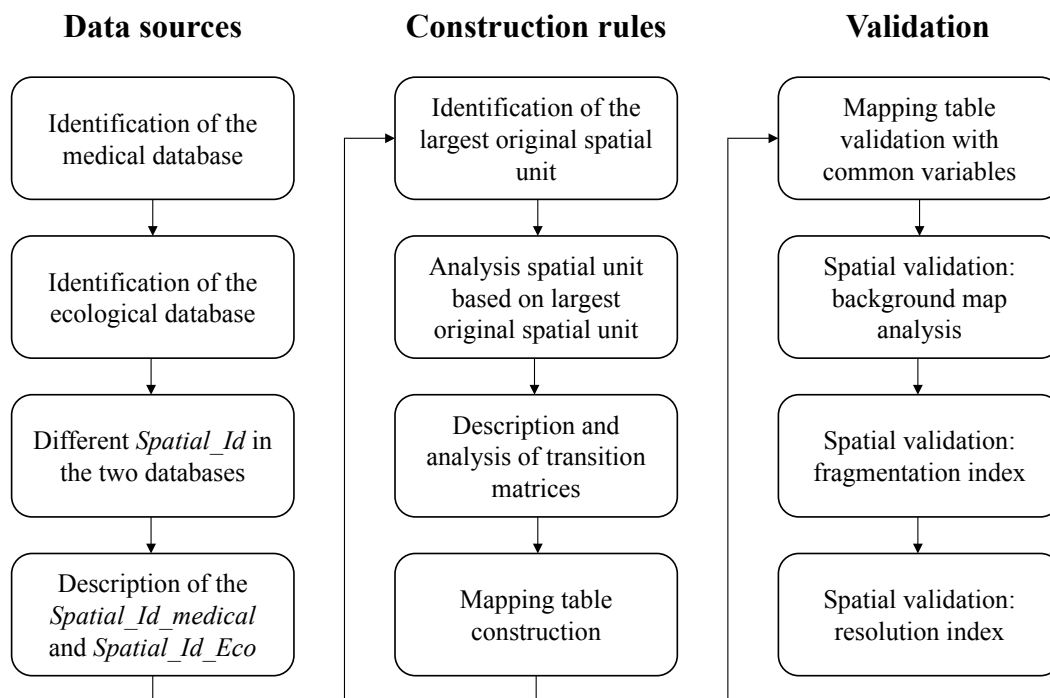 Data sources
Identification of the
medical database
Identification of the
ecological database
Different Spatial_Id in
the two databases
Description of the
Spatial_Id_medical
and Spatial_Id_Eco
Construction rules
Identification of the
largest original spatial
unit
Analysis spatial unit
based on largest
original spatial unit
Description and
analysis of transition
matrices
Mapping table
construction
Validation
Mapping table
validation with
common variables
Spatial validation:
background map
analysis
Spatial validation:
fragmentation index
Spatial validation:
resolution index